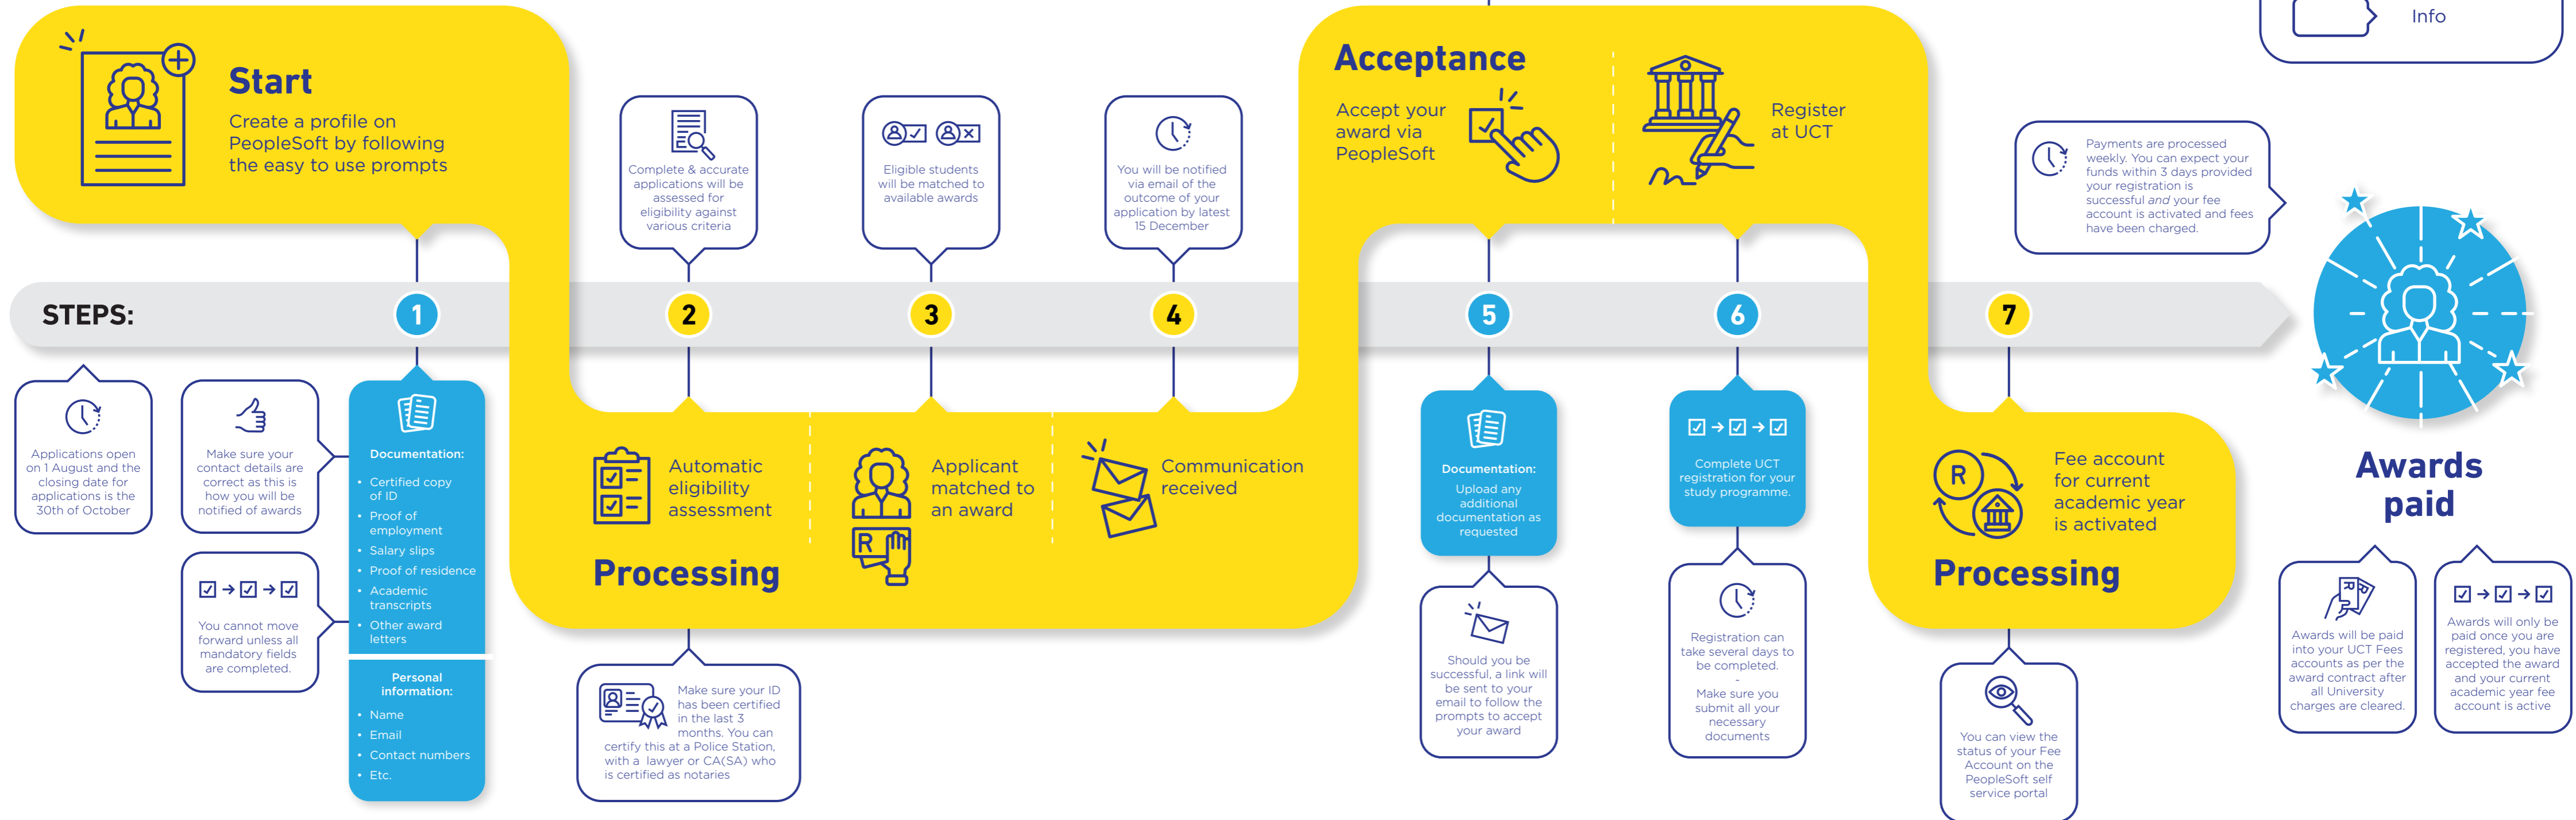 Info
Start
Create a profile on
PeopleSoft by following
the easy to use prompts
Complete & accurate
applications will be
assessed for
eligibility against
various criteria
Eligible students
will be matched to
available awards
You will be notified
via email of the
outcome of your
application by latest
15 December
Acceptance
Accept your
award via
PeopleSoft
Register
at UCT
Payments are processed
weekly. You can expect your
funds within 3 days provided
your registration is
successful and your fee
account is activated and fees
have been charged.
STEPS:
1
2
3
4
5
6
7
Applications open
on 1 August and the
closing date for
applications is the
30th of October
Make sure your
contact details are
correct as this is
how you will be
notified of awards
You cannot move
forward unless all
mandatory fields
are completed.
Documentation:
• Certified copy
of ID
• Proof of
employment
• Salary slips
• Proof of residence
• Academic
transcripts
• Other award
letters
Personal
information:
• Name
• Email
• Contact numbers
• Etc.
Automatic
eligibility
assessment
Applicant
matched to
an award
R
Communication
received
Processing
Make sure your ID
has been certified
in the last 3
months. You can
certify this at a Police Station,
with a lawyer or CA(SA) who
is certified as notaries
Documentation:
Upload any
additional
documentation as
requested
Should you be
successful, a link will
be sent to your
email to follow the
prompts to accept
your award
Complete UCT
registration for your
study programme.
Registration can
take several days to
be completed.
-
Make sure you
submit all your
necessary
documents
R
Fee account
for current
academic year
is activated
Processing
You can view the
status of your Fee
Account on the
PeopleSoft self
service portal
Awards
paid
R
R
Awards will be paid
into your UCT Fees
accounts as per the
award contract after
all University
charges are cleared.
Awards will only be
paid once you are
registered, you have
accepted the award
and your current
academic year fee
account is active